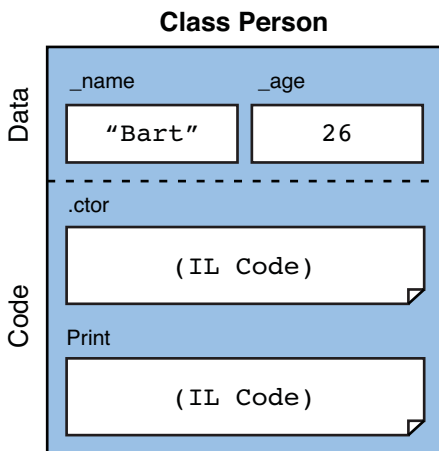 Class Person
Data
_name
_age
“Bart”
26
Code
.ctor
(IL Code)
Print
(IL Code)